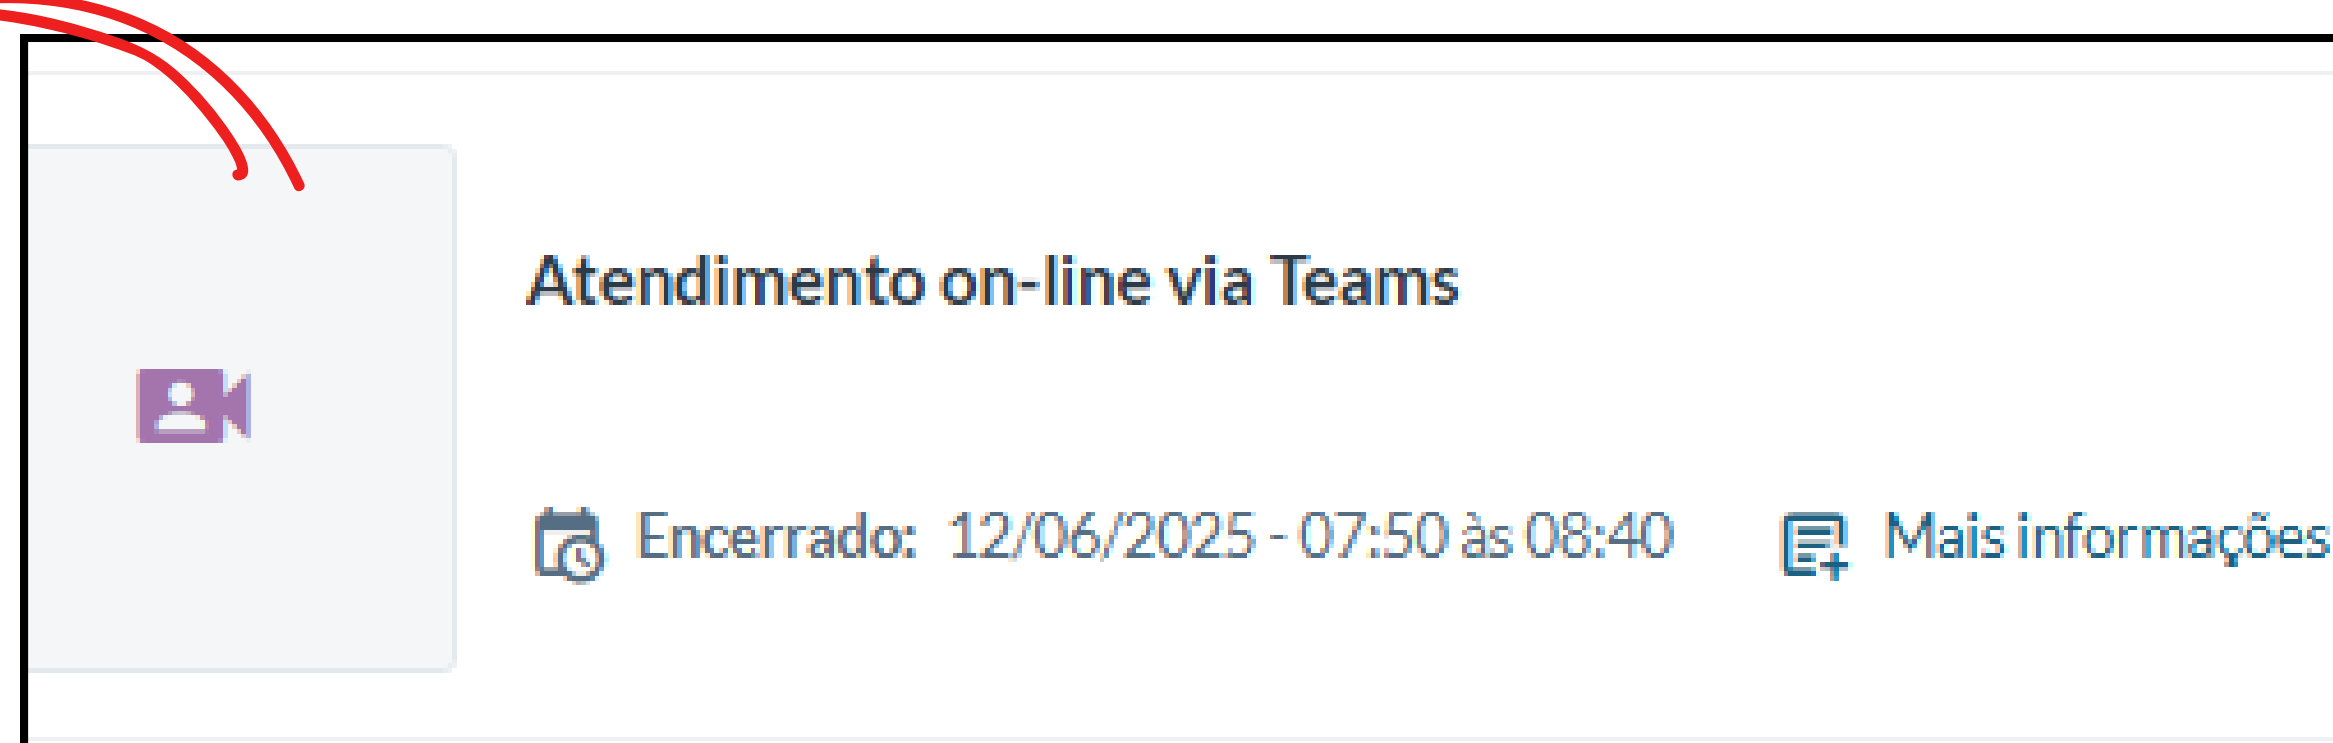 Atendimento on-line via Teams
Encerrado: 12/06/2025 - 07:50 às 08:40 Mais informações